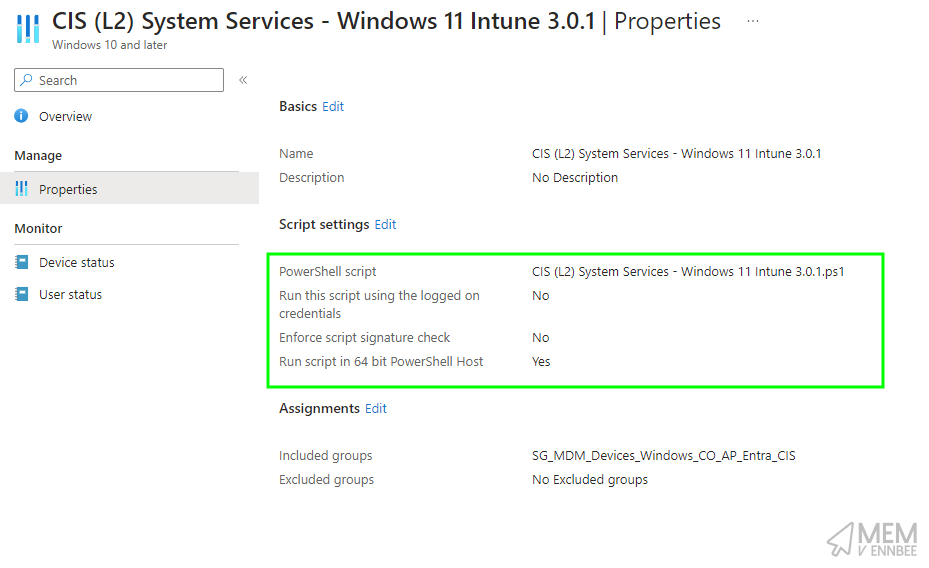 CIS (L2) System Services - Windows 11 Intune 3.0.1 | Properties ...
Windows 10 and later
Search «
Overview
Manage
Properties
Monitor
Device status
User status
Basics Edit
Name CIS (L2) System Services - Windows 11 Intune 3.0.1
Description No Description
Script settings Edit
PowerShell script CIS (L2) System Services - Windows 11 Intune 3.0.1.ps1
Run this script using the logged on No
credentials
Enforce script signature check No
Run script in 64 bit PowerShell Host Yes
Assignments Edit
Included groups SG_MDM_Devices_Windows_CO_AP_Entra_CIS
Excluded groups No Excluded groups
MEM
V ENNBEE